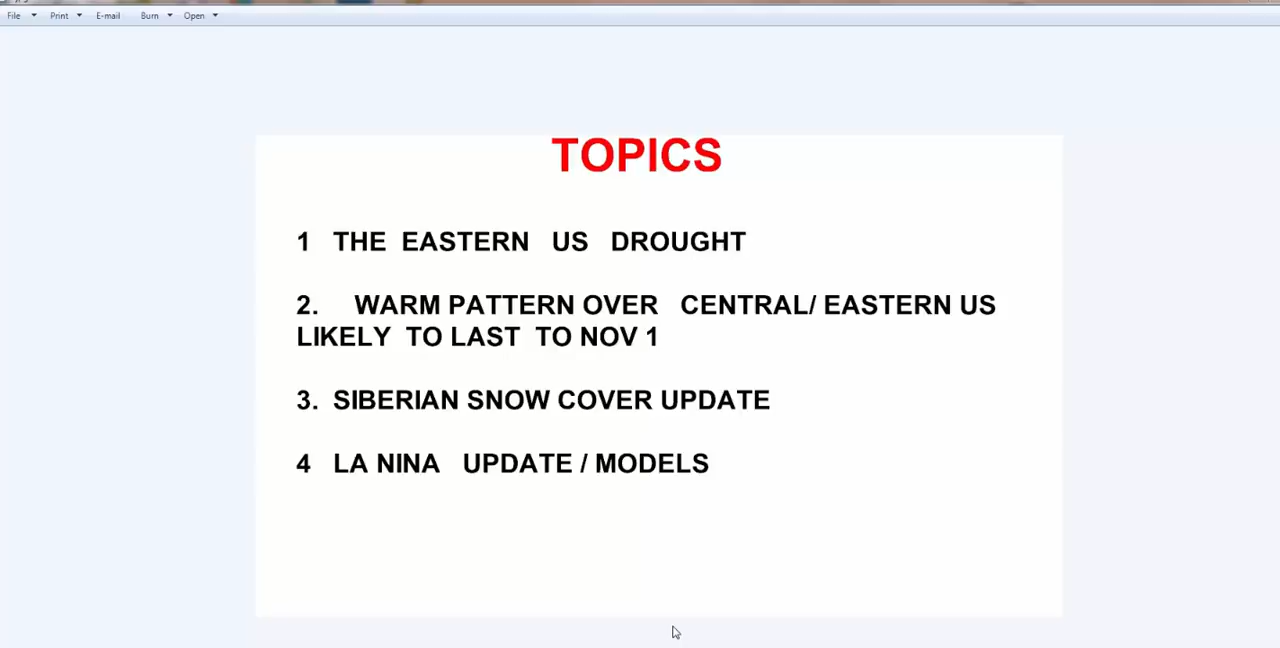 File Print E-mail Burn Open
TOPICS
1 THE EASTERN US DROUGHT
2. WARM PATTERN OVER CENTRAL/ EASTERN US
LIKELY TO LAST TO NOV 1
3. SIBERIAN SNOW COVER UPDATE
4 LA NINA UPDATE / MODELS